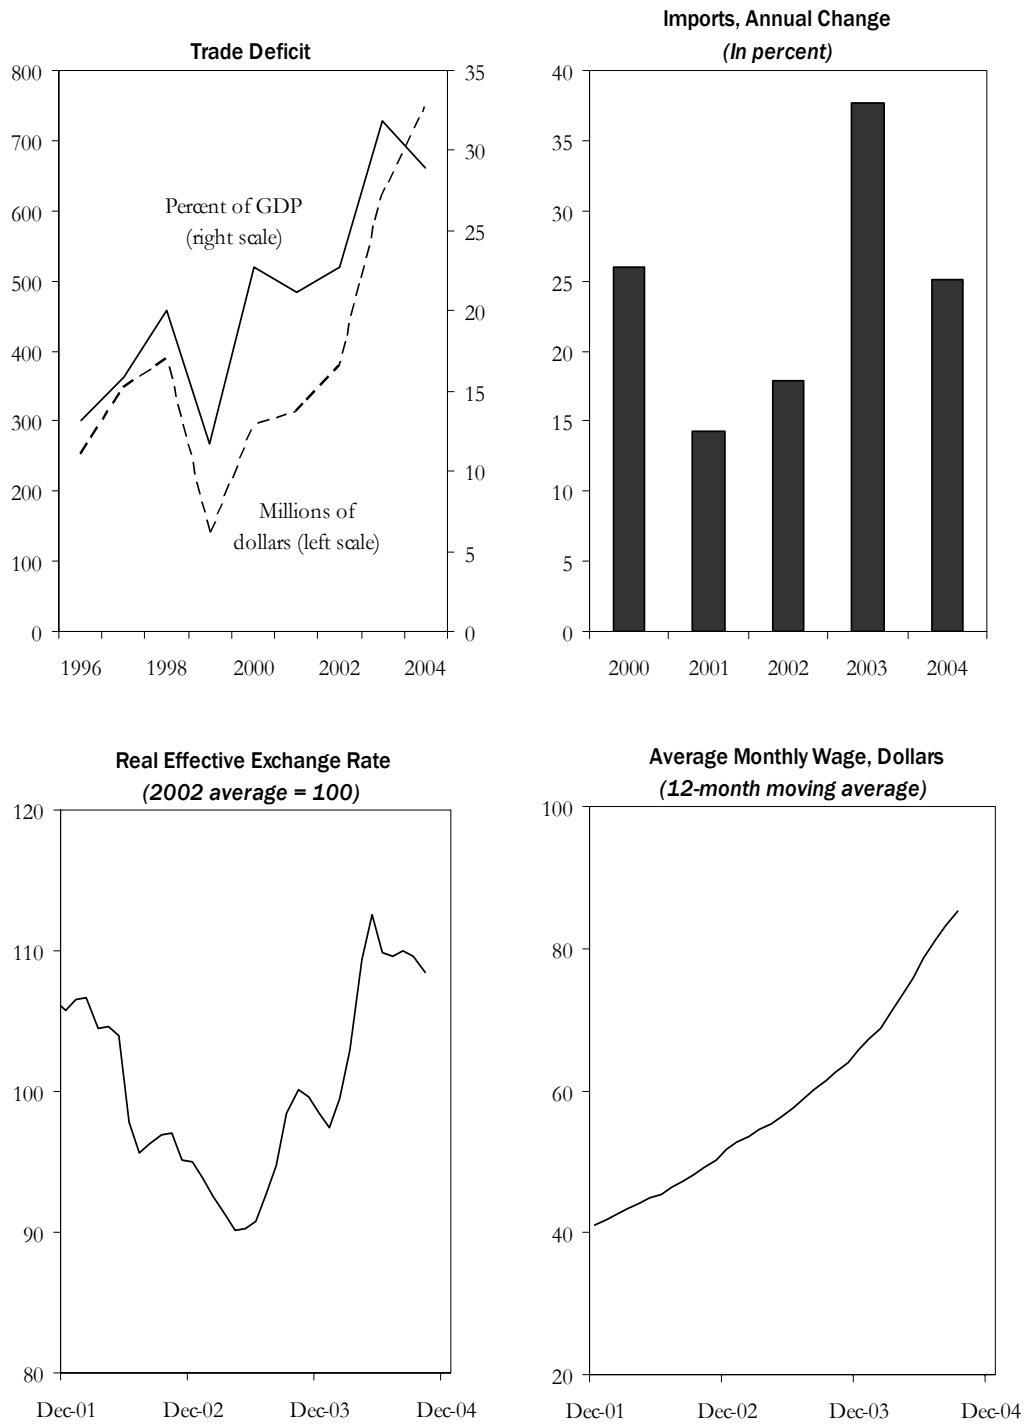 Trade Deficit
800
700
600
500
400
300
200
100
0
35
30
25
20
15
10
5
0
Percent of GDP
(right scale)
Millions of
dollars (left scale)
1996 1998 2000 2002 2004
Imports, Annual Change
(In percent)
40
35
30
25
20
15
10
5
0
2000 2001 2002 2003 2004
Real Effective Exchange Rate
(2002 average = 100)
120
110
100
90
80
Dec-01 Dec-02 Dec-03 Dec-04
Average Monthly Wage, Dollars
(12-month moving average)
100
80
60
40
20
Dec-01 Dec-02 Dec-03 Dec-04